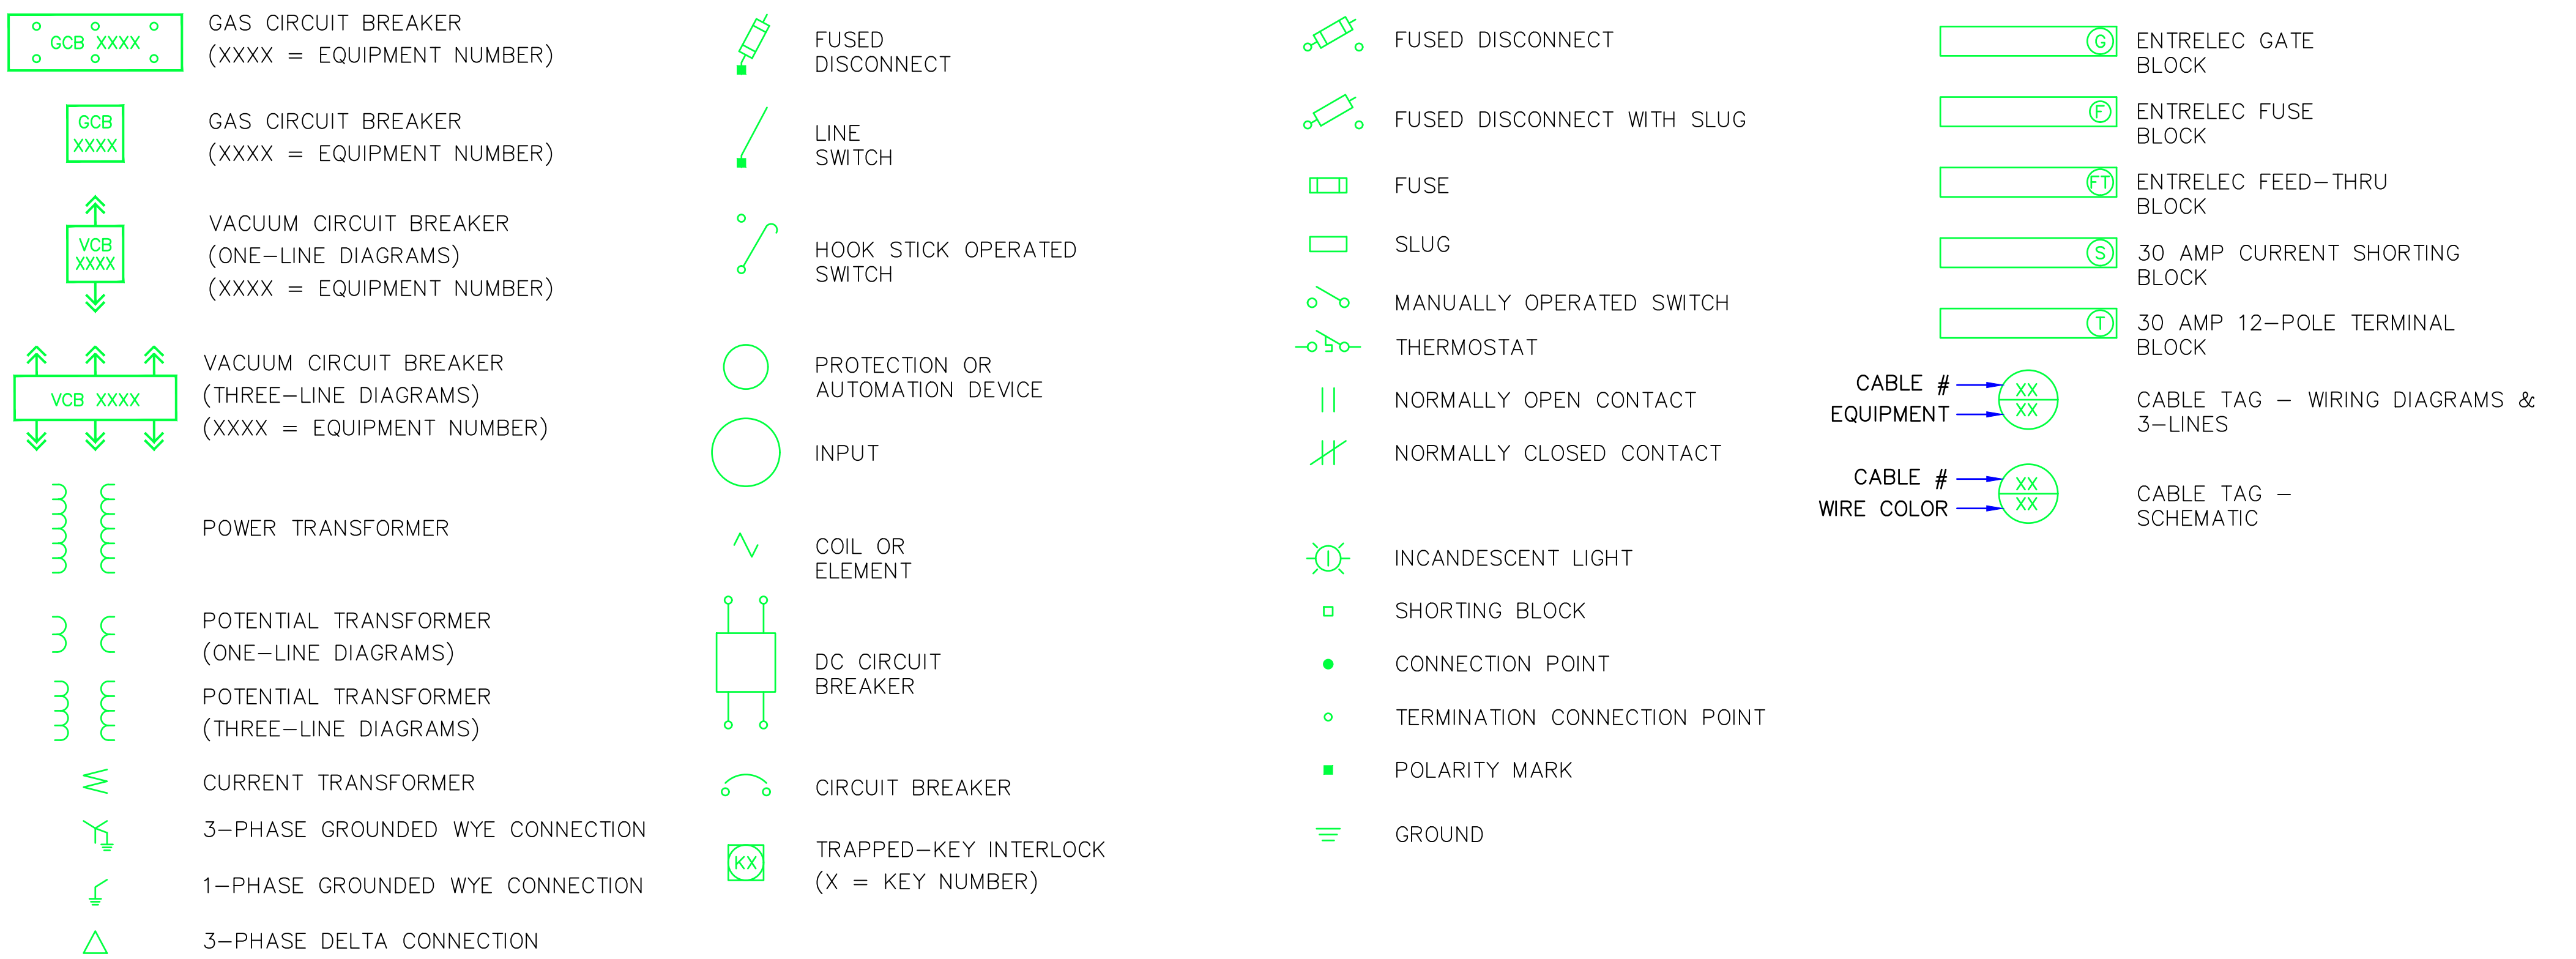 GCB XXXX
GAS CIRCUIT BREAKER
(XXXX = EQUIPMENT NUMBER)
GCB
XXXX
GAS CIRCUIT BREAKER
(XXXX = EQUIPMENT NUMBER)
VCB
XXXX
VACUUM CIRCUIT BREAKER
(ONE-LINE DIAGRAMS)
(XXXX = EQUIPMENT NUMBER)
VCB XXXX
VACUUM CIRCUIT BREAKER
(THREE-LINE DIAGRAMS)
(XXXX = EQUIPMENT NUMBER)
POWER TRANSFORMER
POTENTIAL TRANSFORMER
(ONE-LINE DIAGRAMS)
POTENTIAL TRANSFORMER
(THREE-LINE DIAGRAMS)
CURRENT TRANSFORMER
3-PHASE GROUNDED WYE CONNECTION
1-PHASE GROUNDED WYE CONNECTION
3-PHASE DELTA CONNECTION
FUSED
DISCONNECT
LINE
SWITCH
HOOK STICK OPERATED
SWITCH
PROTECTION OR
AUTOMATION DEVICE
INPUT
COIL OR
ELEMENT
DC CIRCUIT
BREAKER
CIRCUIT BREAKER
KX
TRAPPED-KEY INTERLOCK
(X = KEY NUMBER)
FUSED DISCONNECT
FUSED DISCONNECT WITH SLUG
FUSE
SLUG
MANUALLY OPERATED SWITCH
THERMOSTAT
NORMALLY OPEN CONTACT
NORMALLY CLOSED CONTACT
INCANDESCENT LIGHT
SHORTING BLOCK
CONNECTION POINT
TERMINATION CONNECTION POINT
POLARITY MARK
GROUND
G
ENTRELEC GATE
BLOCK
F
ENTRELEC FUSE
BLOCK
FT
ENTRELEC FEED-THRU
BLOCK
S
30 AMP CURRENT SHORTING
BLOCK
T
30 AMP 12-POLE TERMINAL
BLOCK
CABLE #
EQUIPMENT
XX
XX
CABLE TAG - WIRING DIAGRAMS &
3-LINES
CABLE #
WIRE COLOR
XX
XX
CABLE TAG -
SCHEMATIC